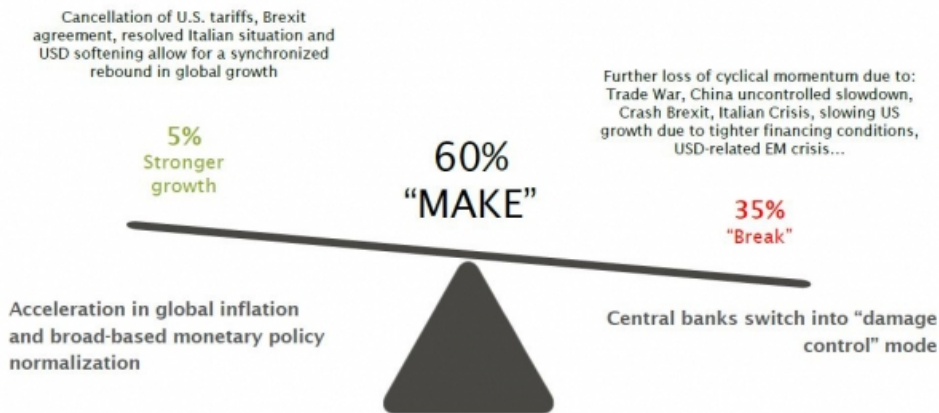 Cancellation of U.S. tariffs, Brexit
agreement, resolved Italian situation and
USD softening allow for a synchronized
rebound in global growth
5%
Stronger
growth
60%
“MAKE”
Further loss of cyclical momentum due to:
Trade War, China uncontrolled slowdown,
Crash Brexit, Italian Crisis, slowing US
growth due to tighter financing conditions,
USD-related EM crisis...
35%
“Break”
Acceleration in global inflation
and broad-based monetary policy
normalization
Central banks switch into “damage
control” mode